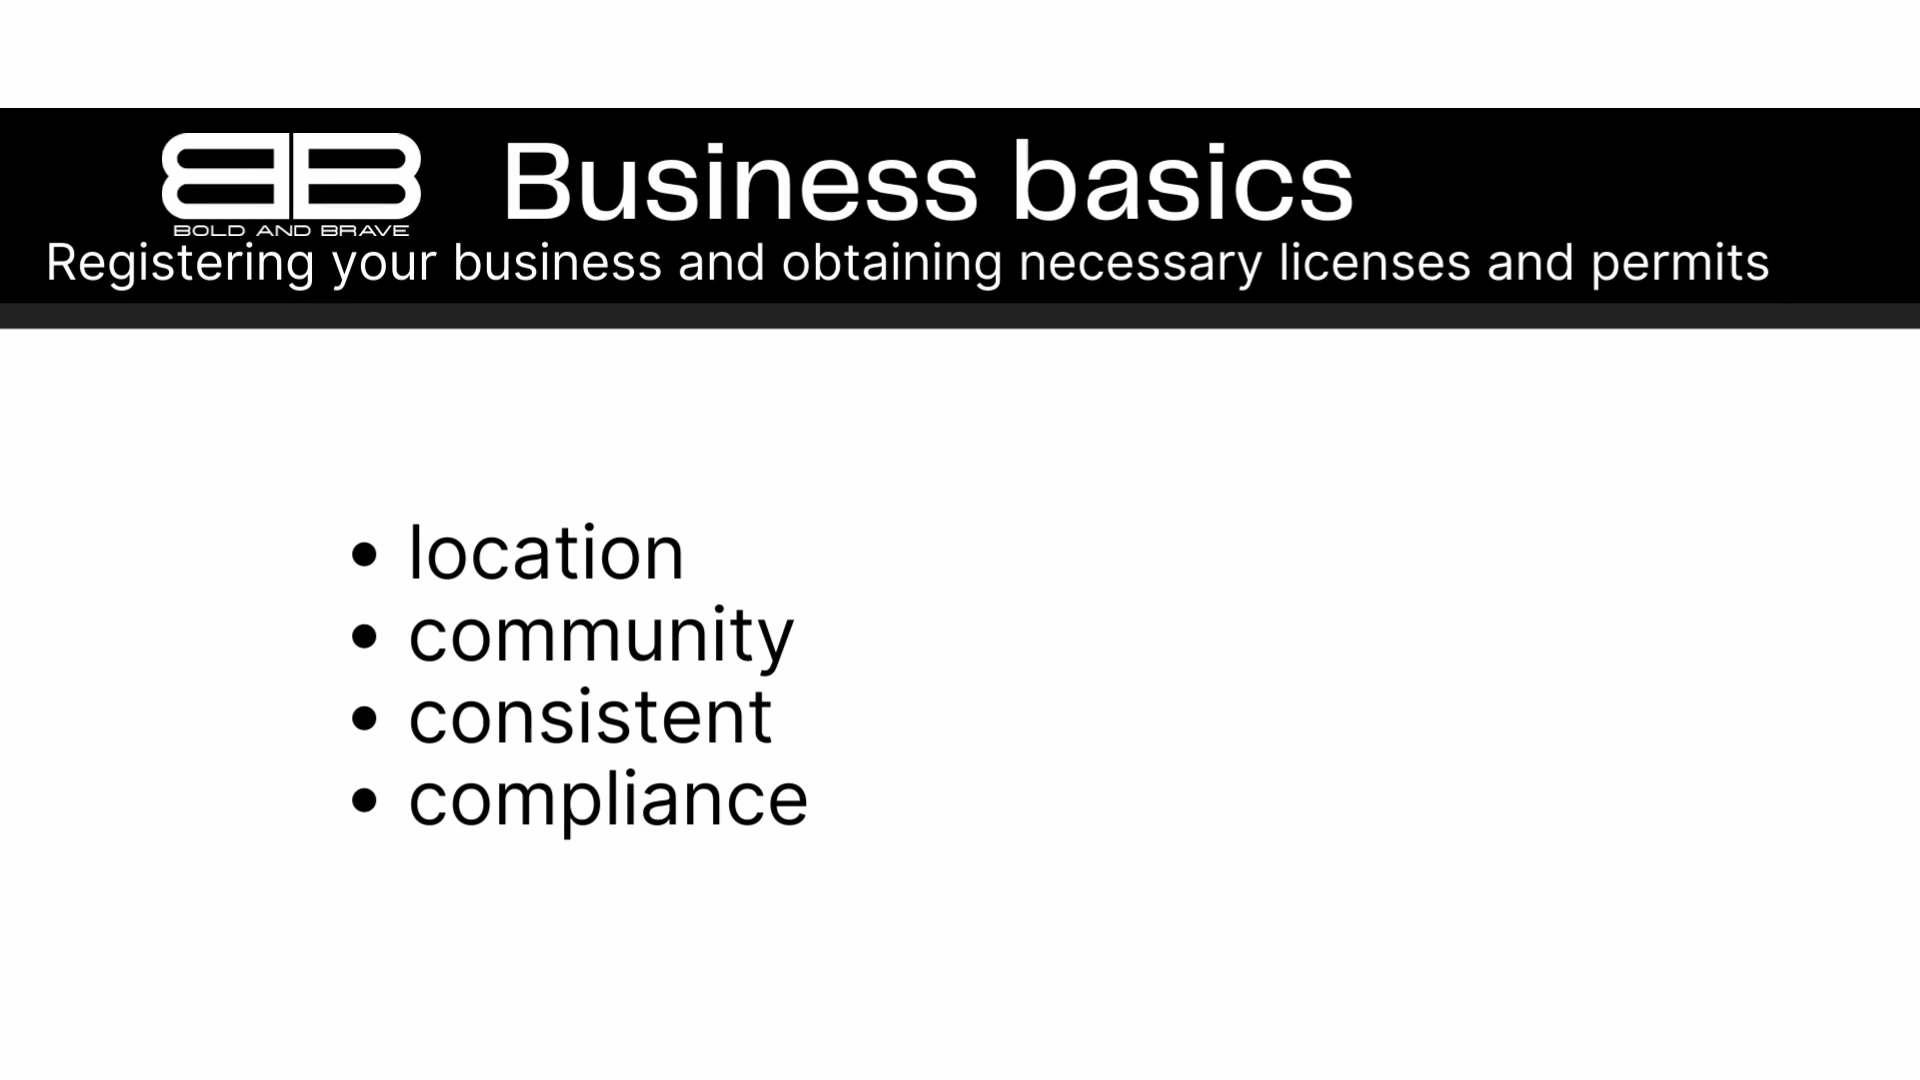 BB
BOLD AND BRAVE
Business basics
Registering your business and obtaining necessary licenses and permits
• location
• community
• consistent
• compliance